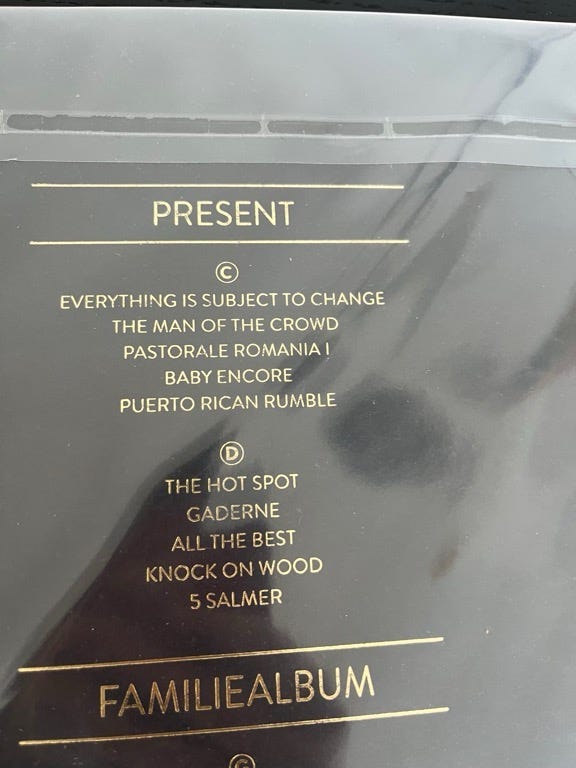 PRESENT
Ⓒ
EVERYTHING IS SUBJECT TO CHANGE
THE MAN OF THE CROWD
PASTORALE ROMANIA I
BABY ENCORE
PUERTO RICAN RUMBLE
Ⓓ
THE HOT SPOT
GADERNE
ALL THE BEST
KNOCK ON WOOD
5 SALMER
FAMILIEALBUM
Ⓖ